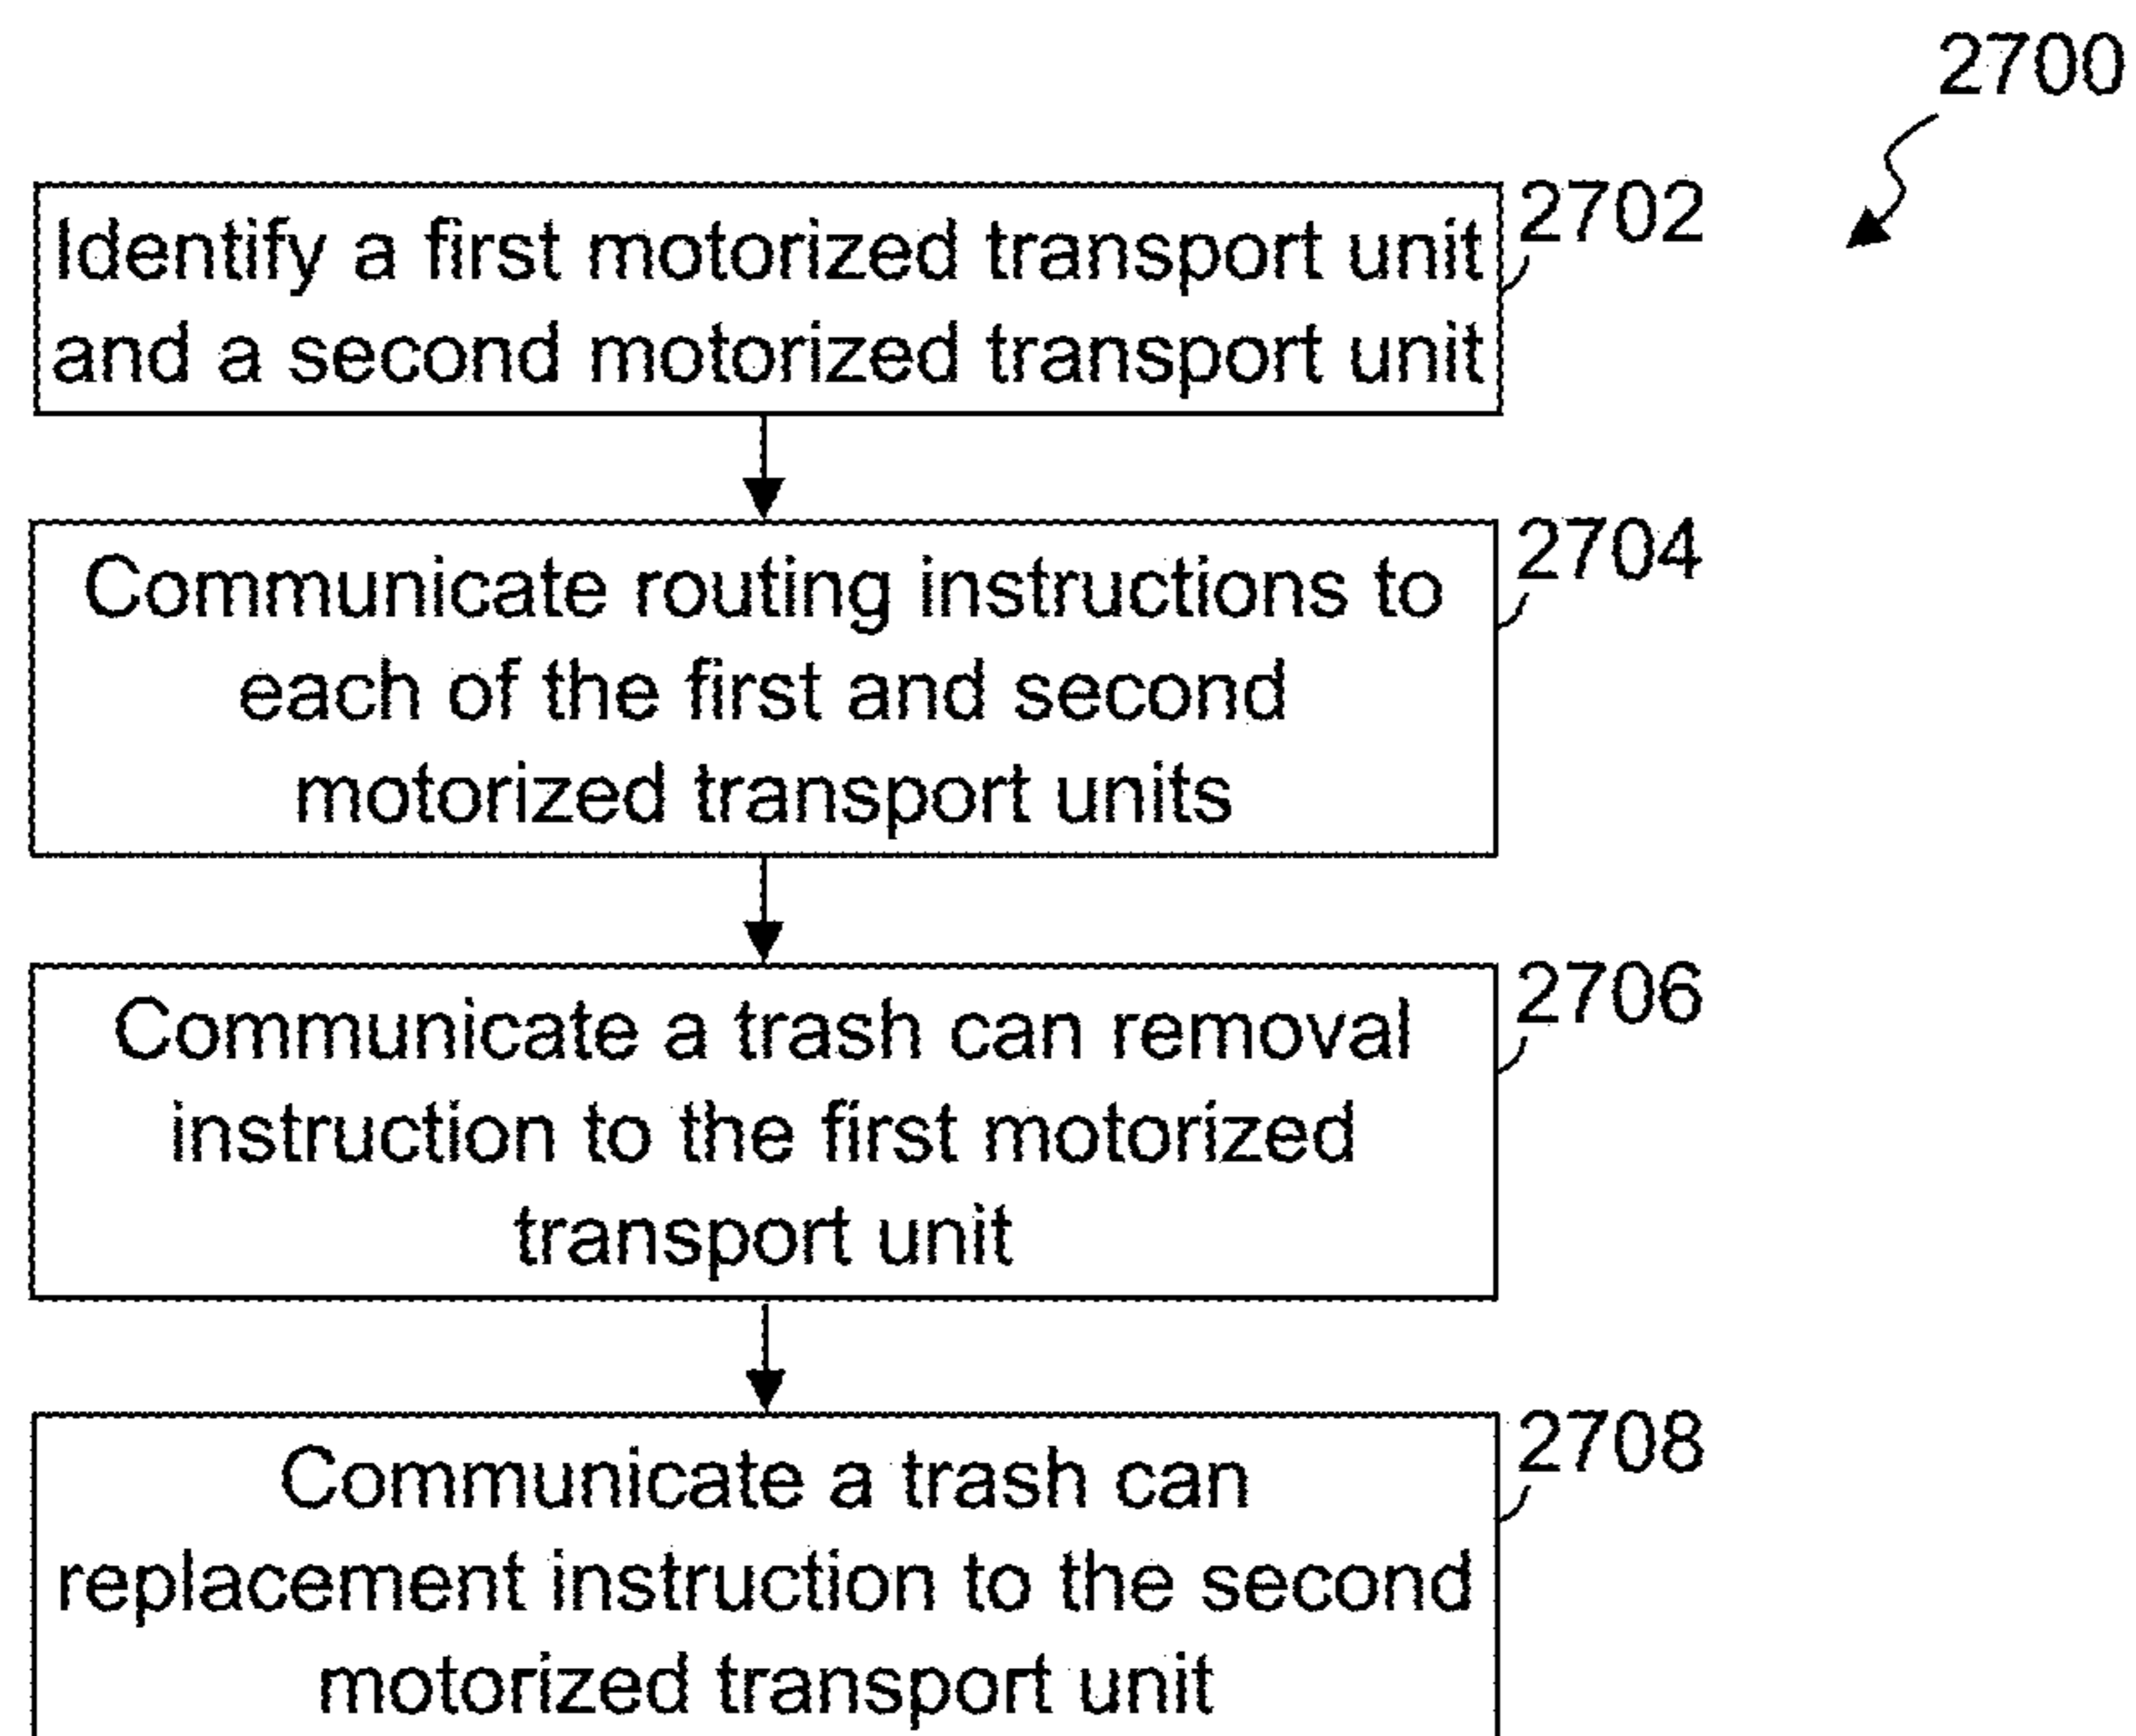 2700
2702
Identify a first motorized transport unit
and a second motorized transport unit
2704
Communicate routing instructions to
each of the first and second
motorized transport units
2706
Communicate a trash can removal
instruction to the first motorized
transport unit
2708
Communicate a trash can
replacement instruction to the second
motorized transport unit